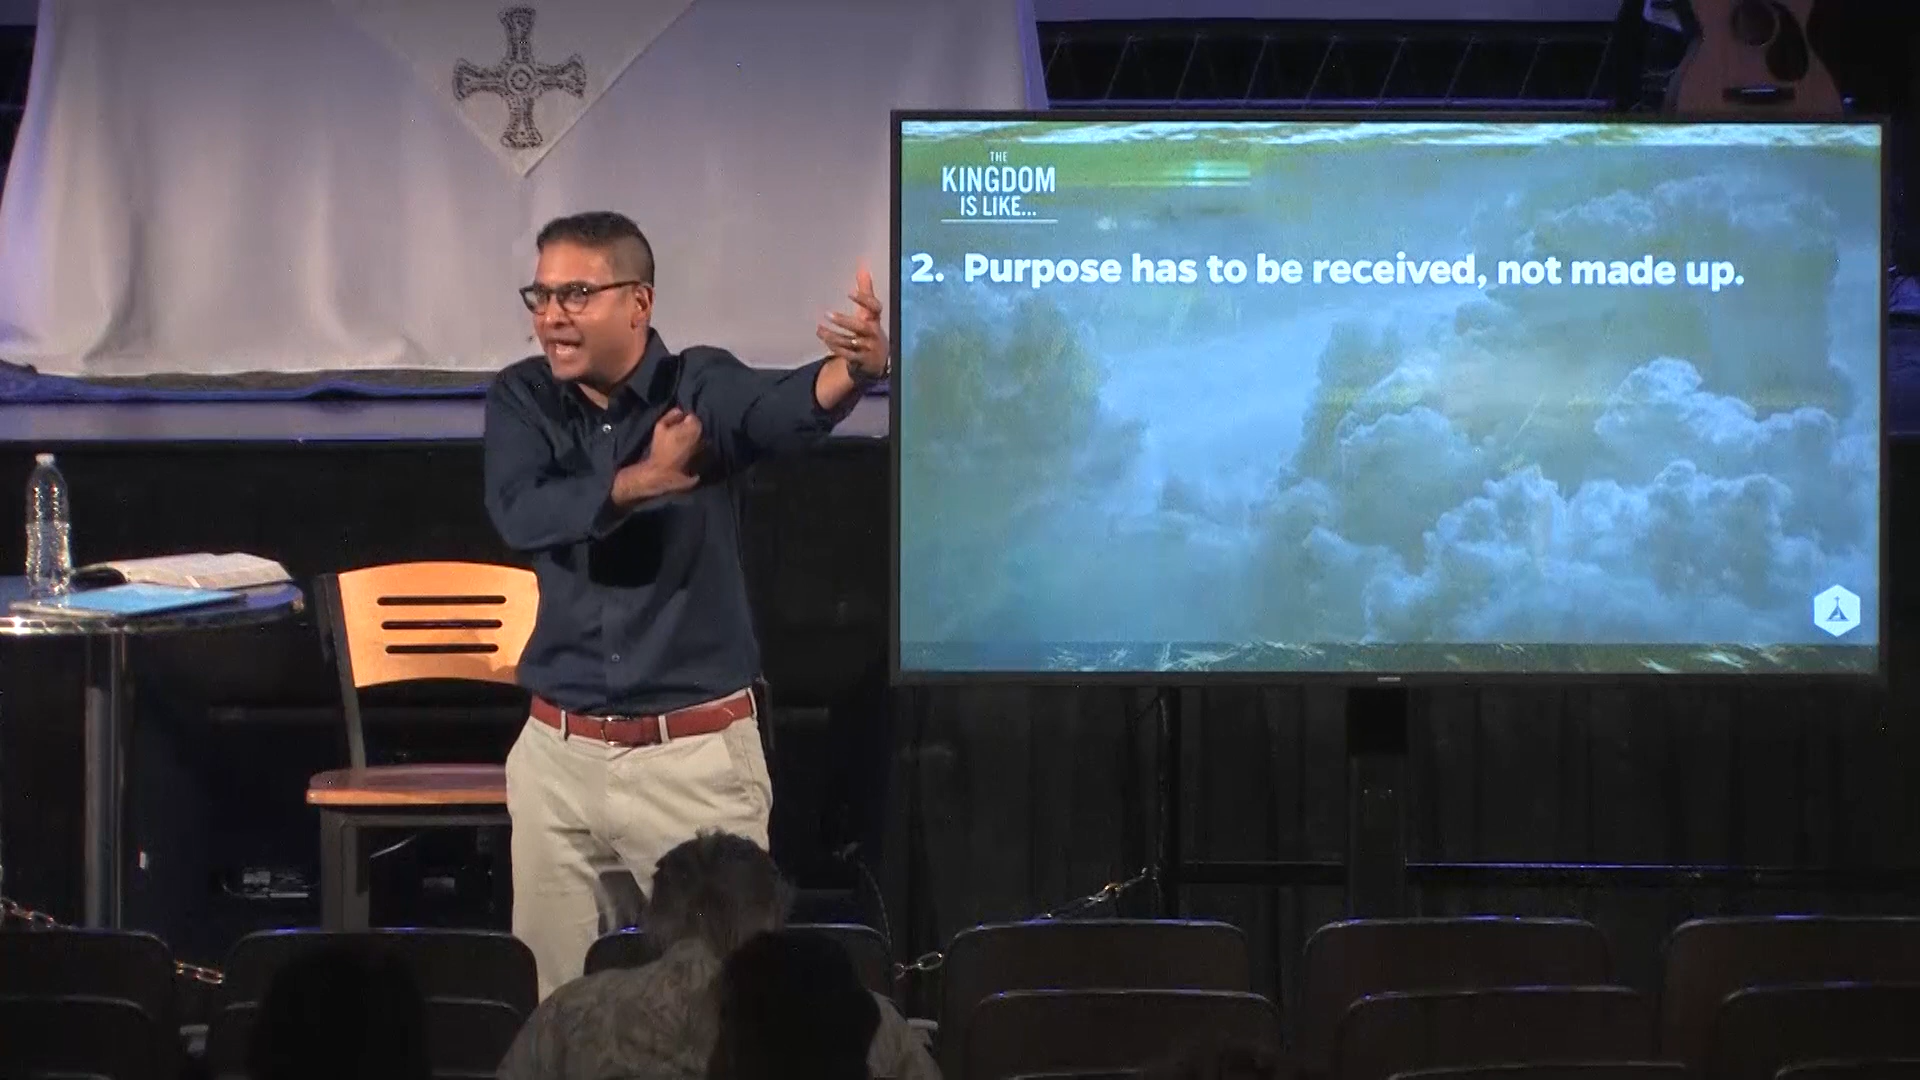 THE
KINGDOM
IS LIKE...
2. Purpose has to be received, not made up.